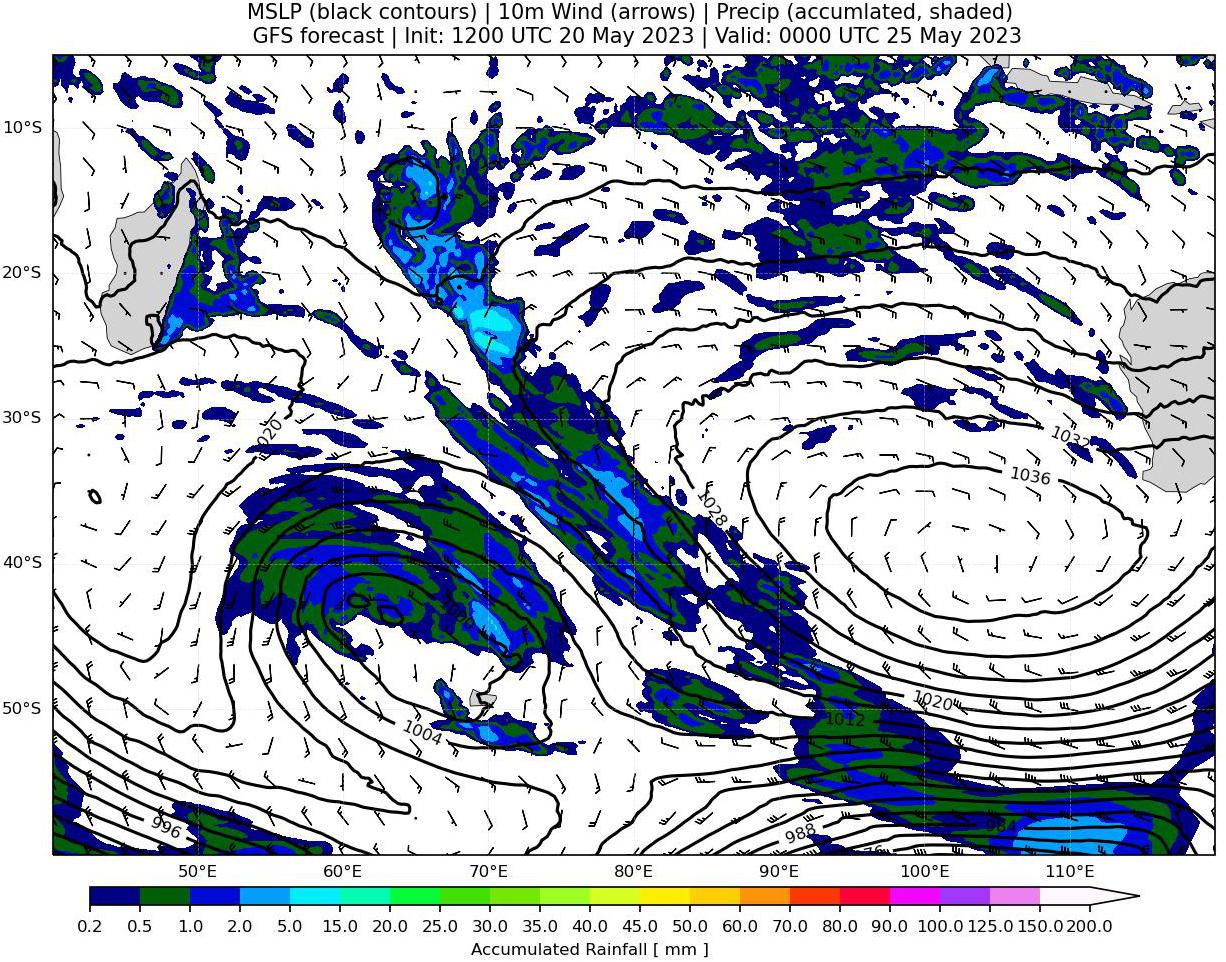 MSLP (black contours) | 10m Wind (arrows) | Precip (accumlated, shaded)
GFS forecast | Init: 1200 UTC 20 May 2023 | Valid: 0000 UTC 25 May 2023
10°S
20°S
30°S
1020
1032
1036
1028
40°S
50°S
1020
1012
1004
996
988
984
50°E 60°E 70°E 80°E 90°E 100°E 110°E
0.2 0.5 1.0 2.0 5.0 10.0 15.0 20.0 25.0 30.0 35.0 40.0 45.0 50.0 60.0 70.0 80.0 90.0 100.0 125.0 150.0 200.0
Accumulated Rainfall [ mm ]